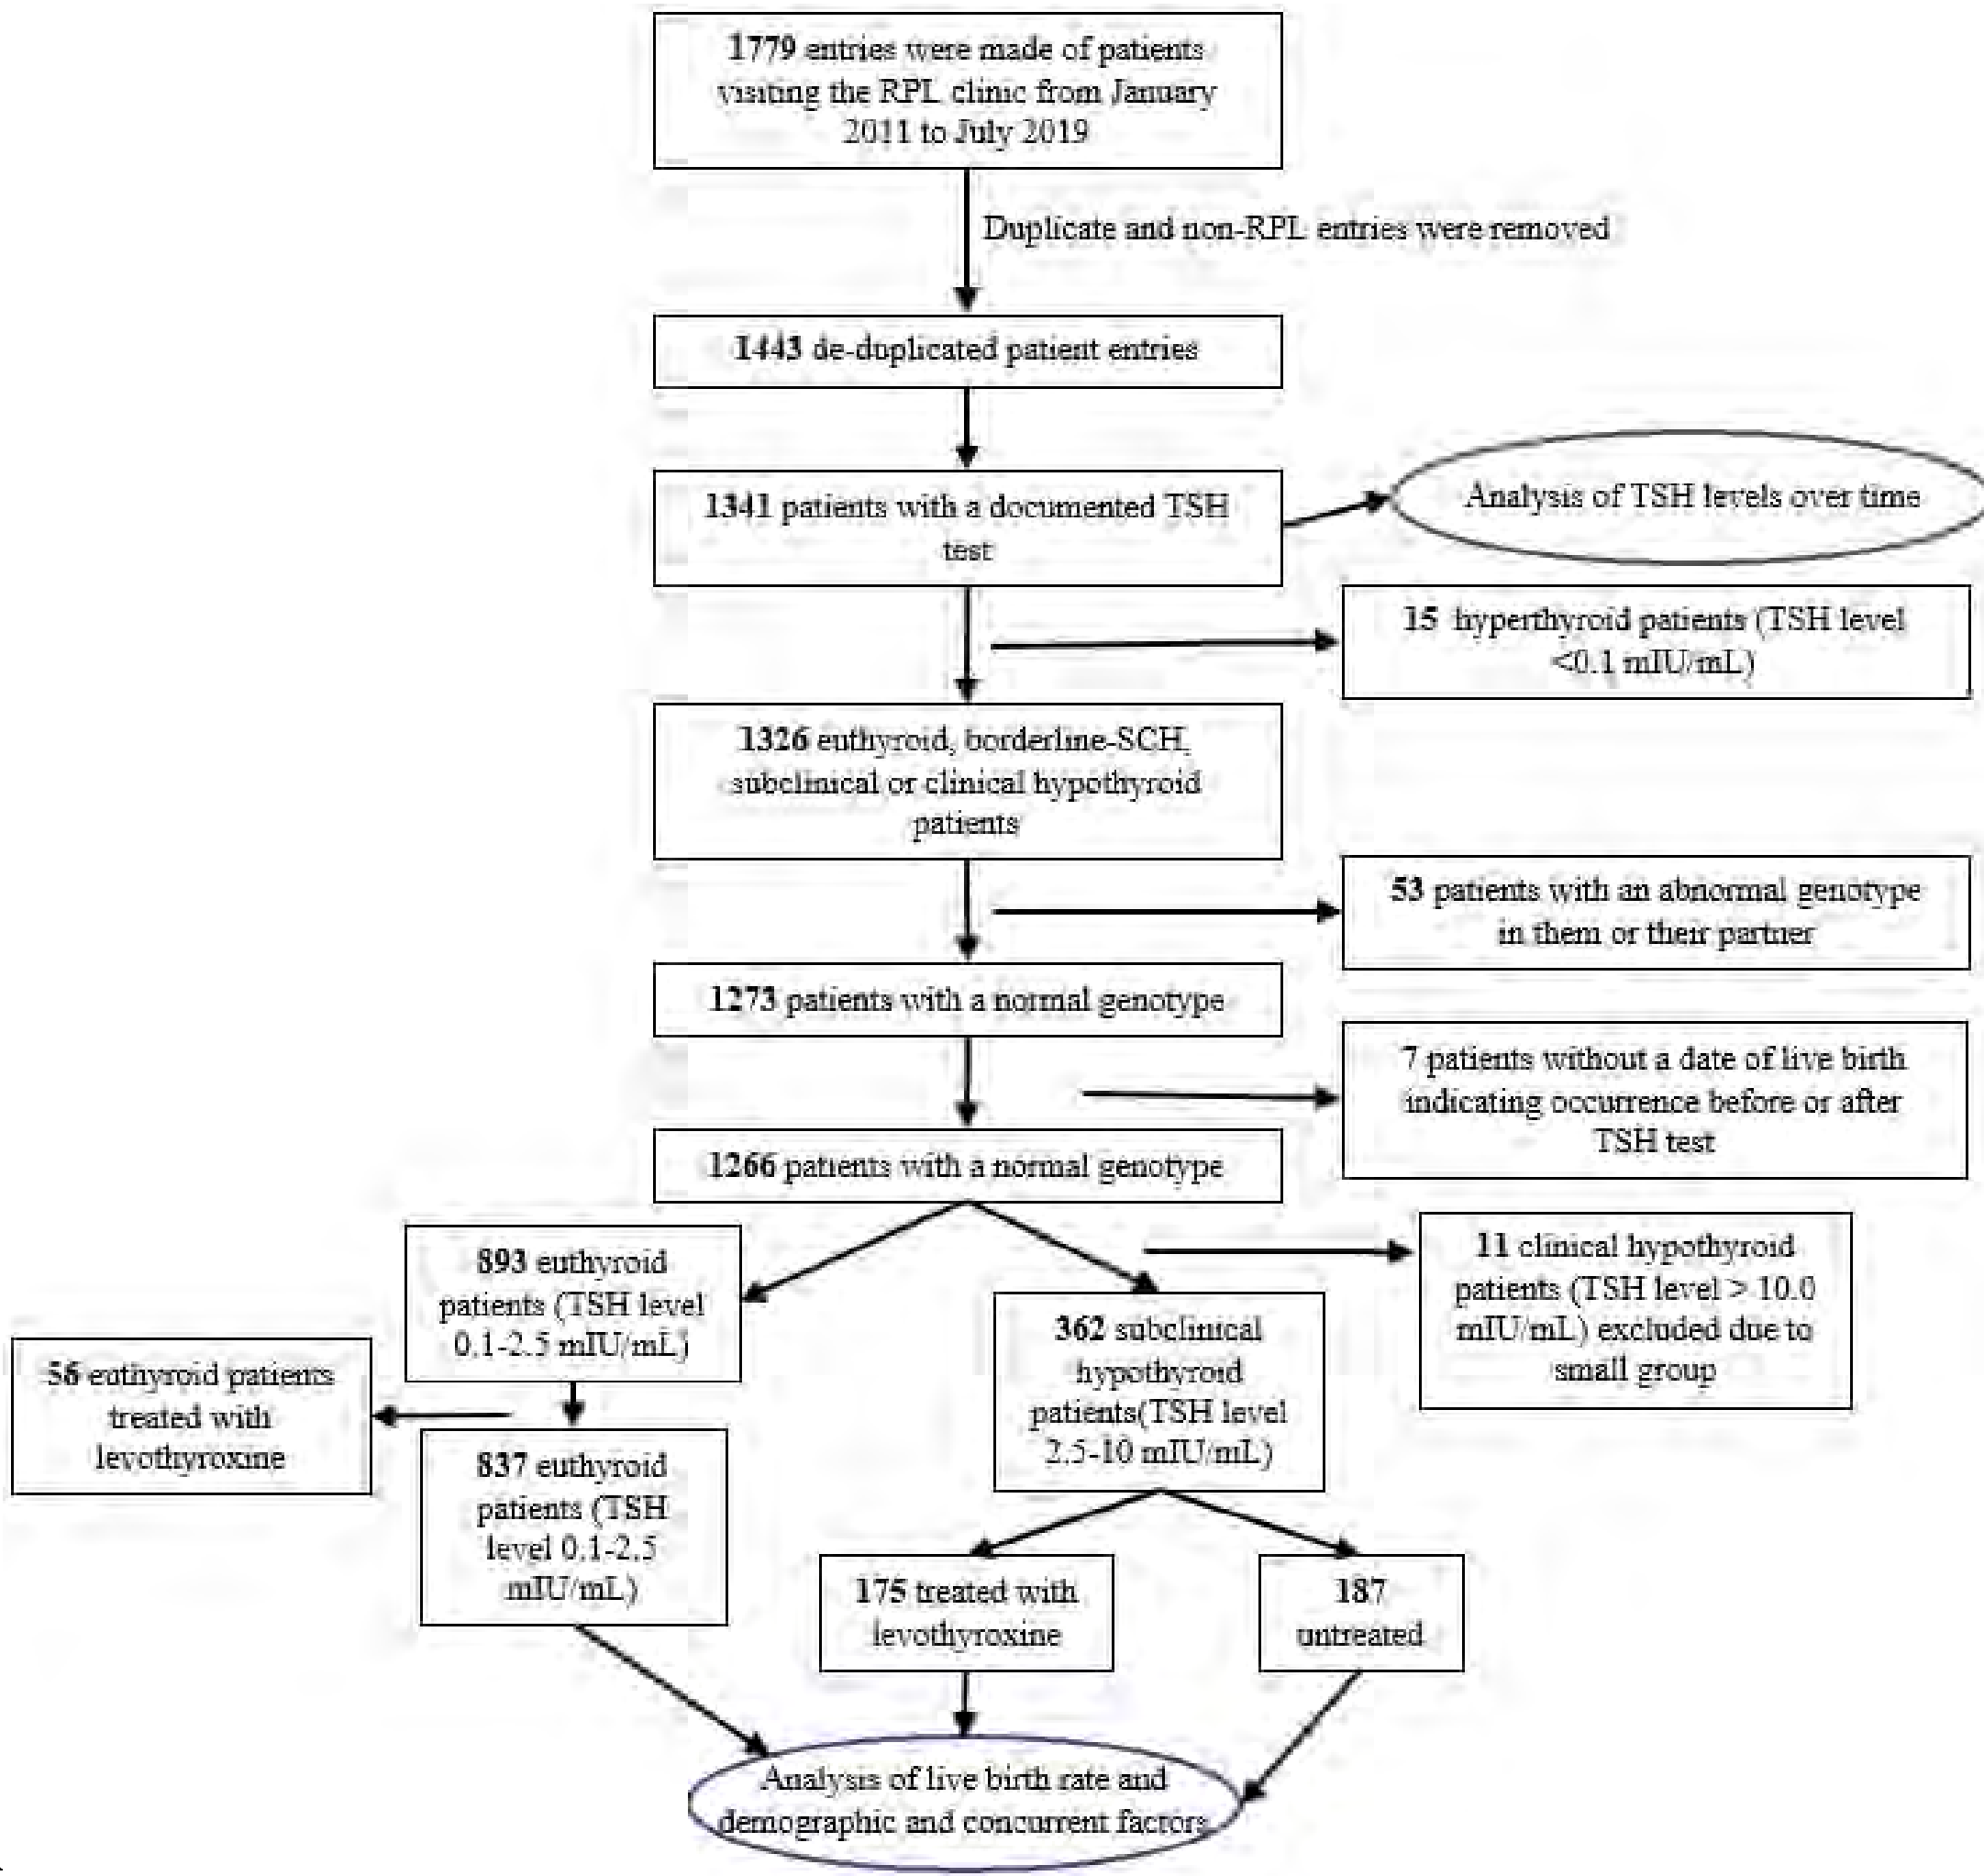 1779 entries were made of patients
visiting the RPL clinic from January
2011 to July 2019
Duplicate and non-RPL entries were removed
1443 de-duplicated patient entries
1341 patients with a documented TSH
test
Analysis of TSH levels over time
15 hyperthyroid patients (TSH level
<0.1 mIU/mL)
1326 euthyroid, borderline-SCH,
subclinical or clinical hypothyroid
patients
53 patients with an abnormal genotype
in them or their partner
1273 patients with a normal genotype
7 patients without a date of live birth
indicating occurrence before or after
TSH test
1266 patients with a normal genotype
893 euthyroid
patients (TSH level
0.1-2.5 mIU/mL)
11 clinical hypothyroid
patients (TSH level > 10.0
mIU/mL) excluded due to
small group
362 subclinical
hypothyroid
patients(TSH level
2.5-10 mIU/mL)
56 euthyroid patients
treated with
levothyroxine
837 euthyroid
patients (TSH
level 0.1-2.5
mIU/mL)
175 treated with
levothyroxine
187
untreated
Analysis of live birth rate and
demographic and concurrent factors